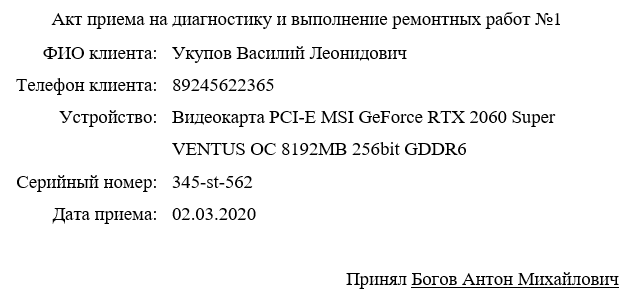 Акт приема на диагностику и выполнение ремонтных работ №1
ФИО клиента: Укупов Василий Леонидович
Телефон клиента: 89245622365
Устройство: Видеокарта PCI-E MSI GeForce RTX 2060 Super
VENTUS OC 8192MB 256bit GDDR6
Серийный номер: 345-st-562
Дата приема: 02.03.2020
Принял Богов Антон Михайлович